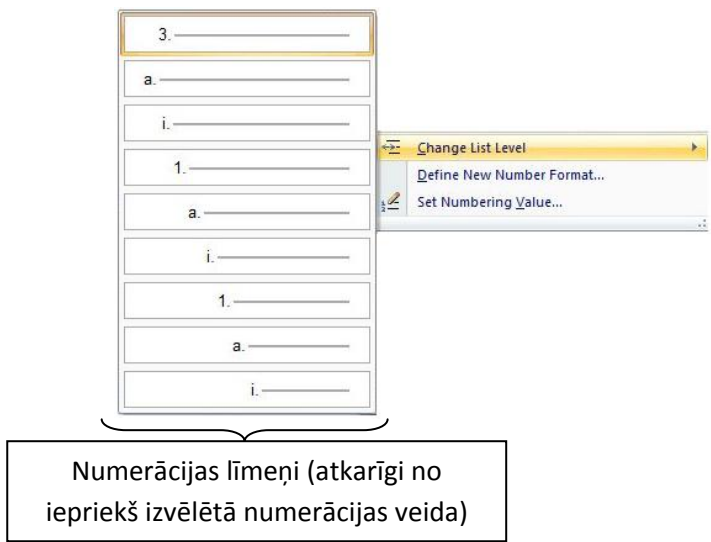 3.
a.
i.
1.
a.
i.
1.
a.
i.
Change List Level
Define New Number Format...
Set Numbering Value...
Numerācijas līmeņi (atkarīgi no
iepriekš izvēlētā numerācijas veida)